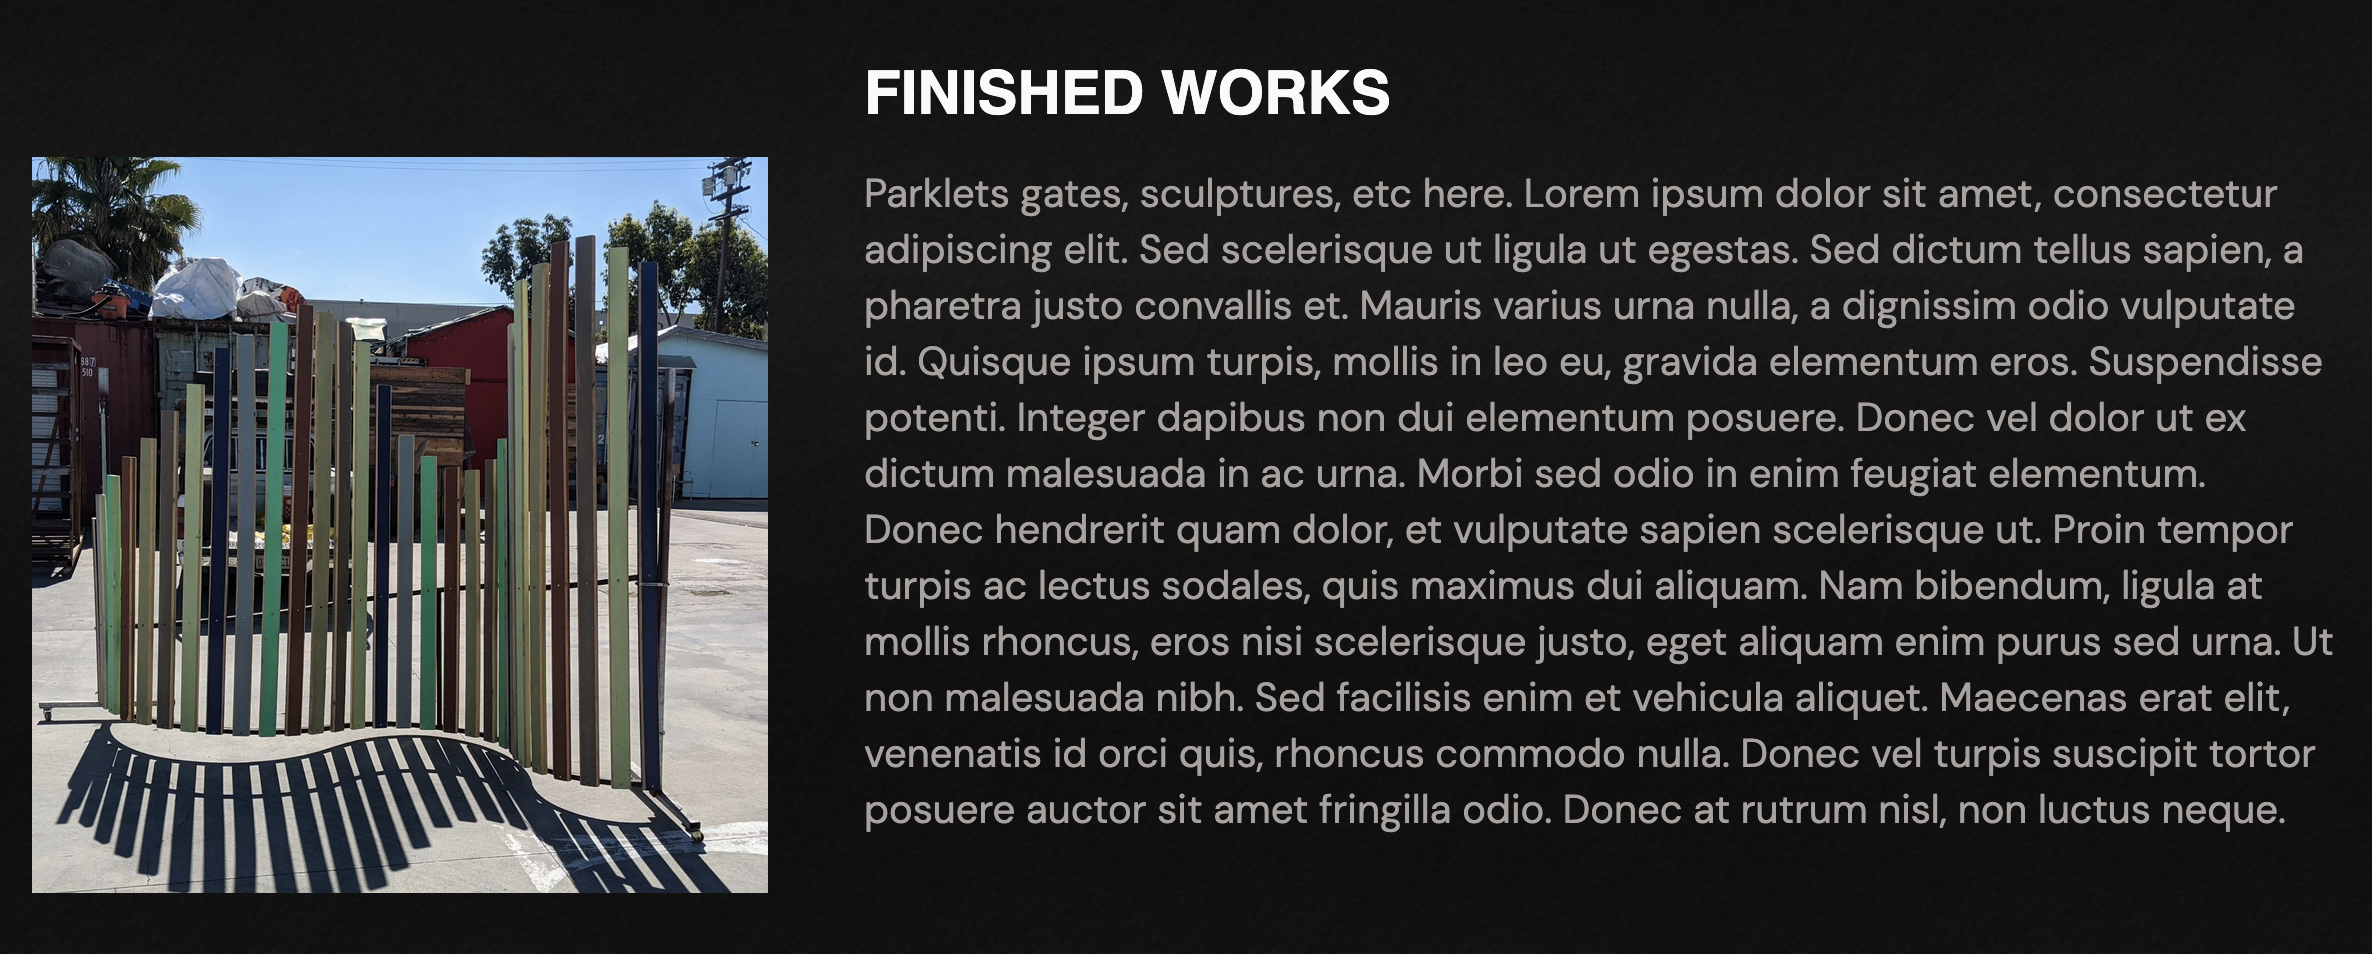 FINISHED WORKS
Parklets gates, sculptures, etc here. Lorem ipsum dolor sit amet, consectetur
adipiscing elit. Sed scelerisque ut ligula ut egestas. Sed dictum tellus sapien, a
pharetra justo convallis et. Mauris varius urna nulla, a dignissim odio vulputate
id. Quisque ipsum turpis, mollis in leo eu, gravida elementum eros. Suspendisse
potenti. Integer dapibus non dui elementum posuere. Donec vel dolor ut ex
dictum malesuada in ac urna. Morbi sed odio in enim feugiat elementum.
Donec hendrerit quam dolor, et vulputate sapien scelerisque ut. Proin tempor
turpis ac lectus sodales, quis maximus dui aliquam. Nam bibendum, ligula at
mollis rhoncus, eros nisi scelerisque justo, eget aliquam enim purus sed urna. Ut
non malesuada nibh. Sed facilisis enim et vehicula aliquet. Maecenas erat elit,
venenatis id orci quis, rhoncus commodo nulla. Donec vel turpis suscipit tortor
posuere auctor sit amet fringilla odio. Donec at rutrum nisl, non luctus neque.